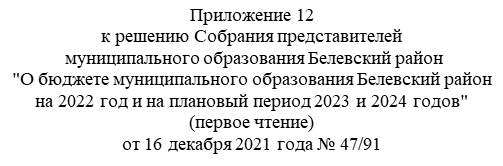 Приложение 12
к решению Собрания представителей
муниципального образования Белевский район
"О бюджете муниципального образования Белевский район
на 2022 год и на плановый период 2023 и 2024 годов"
(первое чтение)
от 16 декабря 2021 года № 47/91